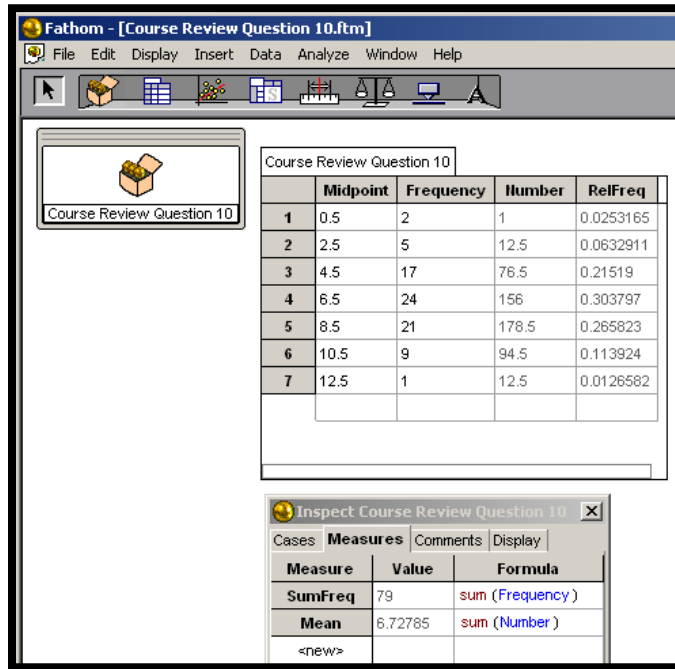 Fathom - [Course Review Question 10.ftm]
File Edit Display Insert Data Analyze Window Help
S
A
Course Review Question 10
Course Review Question 10
Midpoint Frequency Number RelFreq
1 0.5 2 1 0.0253165
2 2.5 5 12.5 0.0632911
3 4.5 17 76.5 0.21519
4 6.5 24 156 0.303797
5 8.5 21 178.5 0.265823
6 10.5 9 94.5 0.113924
7 12.5 1 12.5 0.0126582
Inspect Course Review Question 10
Cases Measures Comments Display
Measure Value Formula
SumFreq 79 sum (Frequency)
Mean 6.72785 sum (Number)
<new>